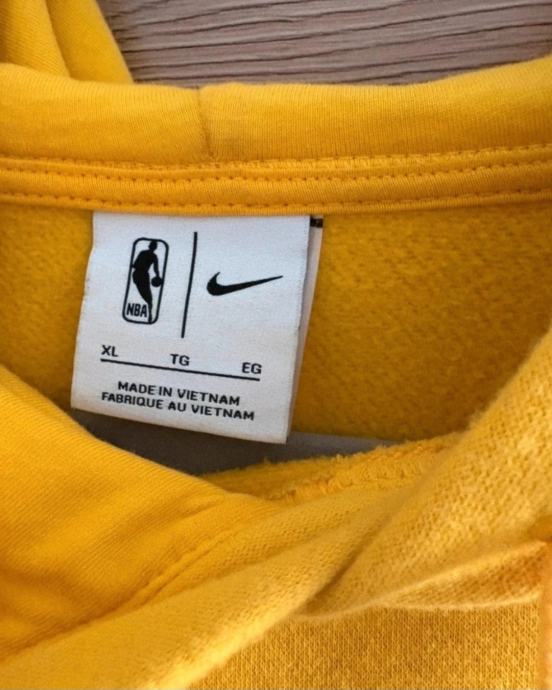 NBA
XL TG EG
MADE IN VIETNAM
FABRIQUE AU VIETNAM